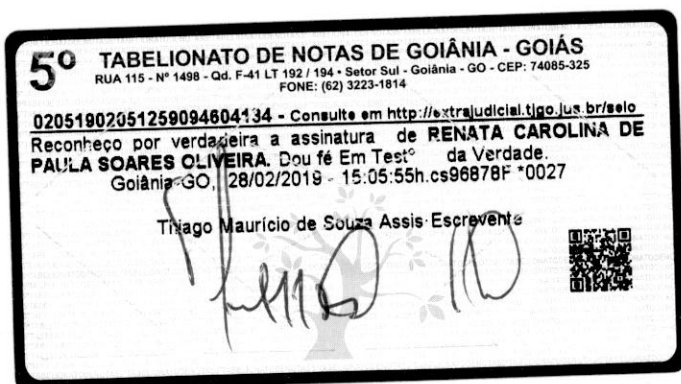 5º TABELIONATO DE NOTAS DE GOIÂNIA - GOIÁS
RUA 115 - Nº 1498 - Qd. F-41 LT 192 / 194 - Setor Sul - Goiânia - GO - CEP: 74085-325
FONE: (62) 3223-1814
02051902051259094604134 - Consulte em http://extrajudicial.tjgo.jus.br/selo
Reconheço por verdadeira a assinatura de RENATA CAROLINA DE
PAULA SOARES OLIVEIRA. Dou fé Em Testº da Verdade.
Goiânia-GO, 28/02/2019 - 15:05:55h.cs96878F *0027
Thiago Maurício de Souza Assis-Escrevente